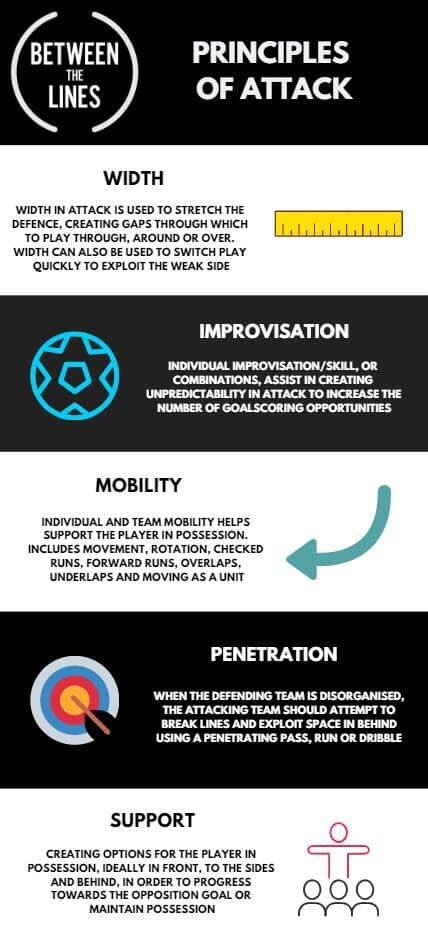 BETWEEN
THE
LINES
PRINCIPLES
OF ATTACK
WIDTH
WIDTH IN ATTACK IS USED TO STRETCH THE
DEFENCE, CREATING GAPS THROUGH WHICH
TO PLAY THROUGH, AROUND OR OVER.
WIDTH CAN ALSO BE USED TO SWITCH PLAY
QUICKLY TO EXPLOIT THE WEAK SIDE
IMPROVISATION
INDIVIDUAL IMPROVISATION/SKILL, OR
COMBINATIONS, ASSIST IN CREATING
UNPREDICTABILITY IN ATTACK TO INCREASE THE
NUMBER OF GOALSCORING OPPORTUNITIES
MOBILITY
INDIVIDUAL AND TEAM MOBILITY HELPS
SUPPORT THE PLAYER IN POSSESSION.
INCLUDES MOVEMENT, ROTATION, CHECKED
RUNS, FORWARD RUNS, OVERLAPS,
UNDERLAPS AND MOVING AS A UNIT
PENETRATION
WHEN THE DEFENDING TEAM IS DISORGANISED,
THE ATTACKING TEAM SHOULD ATTEMPT TO
BREAK LINES AND EXPLOIT SPACE IN BEHIND
USING A PENETRATING PASS, RUN OR DRIBBLE
SUPPORT
CREATING OPTIONS FOR THE PLAYER IN
POSSESSION, IDEALLY IN FRONT, TO THE SIDES
AND BEHIND, IN ORDER TO PROGRESS
TOWARDS THE OPPOSITION GOAL OR
MAINTAIN POSSESSION